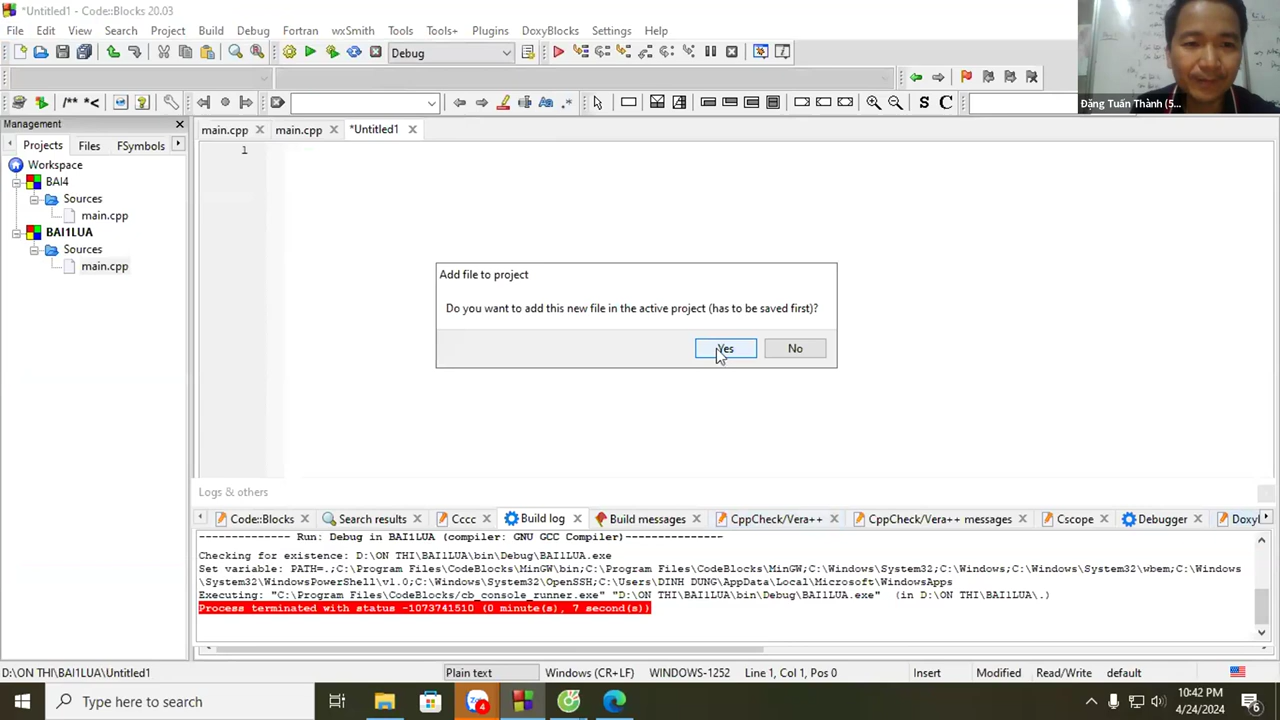 *Untitled1 - Code::Blocks 20.03
File Edit View Search Project Build Debug Fortran wxSmith Tools Tools+ Plugins DoxyBlocks Settings Help
Debug
/** *< Aa .* S C
Đặng Tuấn Thành (5...
Management
main.cpp main.cpp *Untitled1
Projects Files FSymbols
1
Workspace
BAI4
Sources
main.cpp
BAI1LUA
Sources
main.cpp
Add file to project
Do you want to add this new file in the active project (has to be saved first)?
Yes No
Logs & others
Code::Blocks Search results Cccc Build log Build messages CppCheck/Vera++ CppCheck/Vera++ messages Cscope Debugger Doxyl
-------------- Run: Debug in BAI1LUA (compiler: GNU GCC Compiler)---------------
Checking for existence: D:\ON THI\BAI1LUA\bin\Debug\BAI1LUA.exe
Set variable: PATH=.;C:\Program Files\CodeBlocks\MinGW\bin;C:\Program Files\CodeBlocks\MinGW;C:\Windows\System32;C:\Windows;C:\Windows\System32\wbem;C:\Windows
\System32\WindowsPowerShell\v1.0;C:\Windows\System32\OpenSSH;C:\Users\DINH DUNG\AppData\Local\Microsoft\WindowsApps
Executing: "C:\Program Files\CodeBlocks/cb_console_runner.exe" "D:\ON THI\BAI1LUA\bin\Debug\BAI1LUA.exe" (in D:\ON THI\BAI1LUA\.)
Process terminated with status -1073741510 (0 minute(s), 7 second(s))
D:\ON THI\BAI1LUA\Untitled1 Plain text Windows (CR+LF) WINDOWS-1252 Line 1, Col 1, Pos 0 Insert Modified Read/Write default
Type here to search
4
10:42 PM
4/24/2024
6